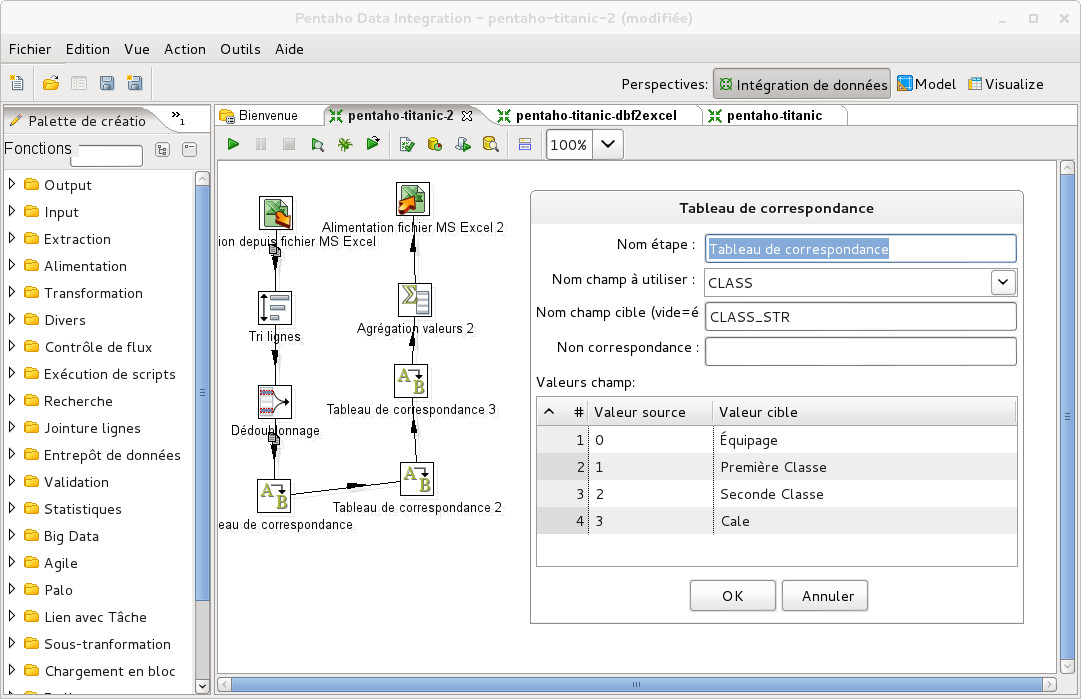 Pentaho Data Integration - pentaho-titanic-2 (modifiée)
Fichier Edition Vue Action Outils Aide
Perspectives: Intégration de données Model Visualize
Palette de créatio »1
Bienvenue pentaho-titanic-2 pentaho-titanic-dbf2excel pentaho-titanic
Fonctions
100%
Output
Input
Extraction
Alimentation
Transformation
Divers
Contrôle de flux
Exécution de scripts
Recherche
Jointure lignes
Entrepôt de données
Validation
Statistiques
Big Data
Agile
Palo
Lien avec Tâche
Sous-tranformation
Chargement en bloc
ion depuis fichier MS Excel
Tri lignes
Dédoublonnage
eau de correspondance
Alimentation fichier MS Excel 2
Agrégation valeurs 2
Tableau de correspondance 3
Tableau de correspondance 2
Tableau de correspondance
Nom étape : Tableau de correspondance
Nom champ à utiliser : CLASS
Nom champ cible (vide=é CLASS_STR
Non correspondance :
Valeurs champ:
# Valeur source Valeur cible
1 0 Équipage
2 1 Première Classe
3 2 Seconde Classe
4 3 Cale
OK Annuler